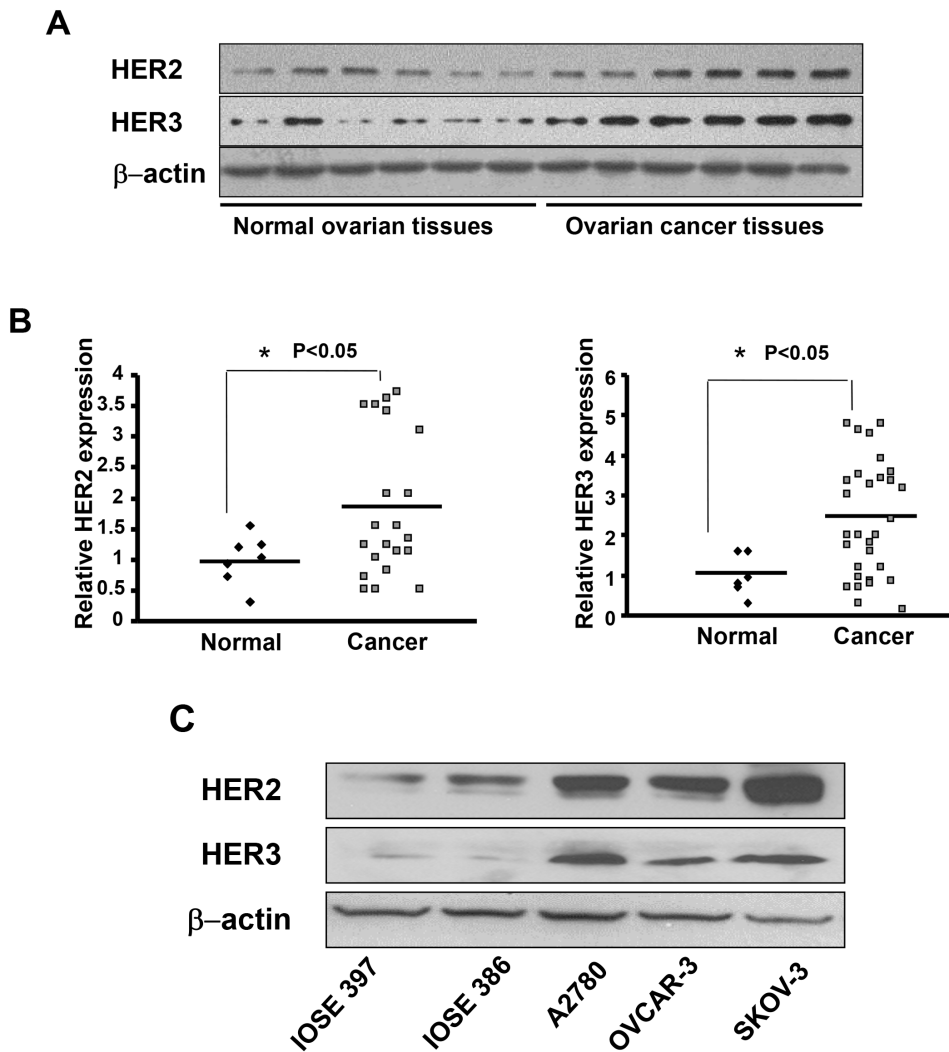 A
HER2
HER3
β–actin
Normal ovarian tissues
Ovarian cancer tissues
B
Relative HER2 expression
4
3.5
3
2.5
2
1.5
1
0.5
0
* P<0.05
Normal
Cancer
Relative HER3 expression
6
5
4
3
2
1
0
* P<0.05
Normal
Cancer
C
HER2
HER3
β–actin
IOSE 397
IOSE 386
A2780
OVCAR-3
SKOV-3